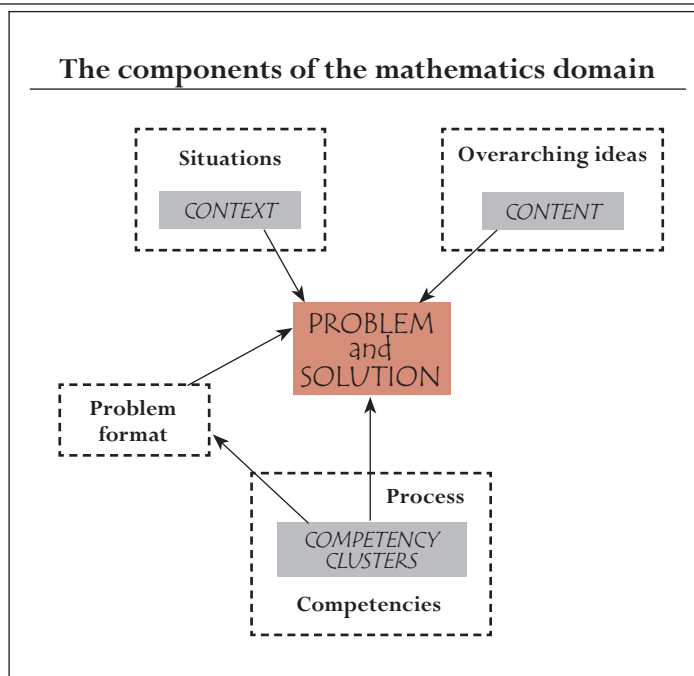 The components of the mathematics domain
Situations
CONTEXT
Overarching ideas
CONTENT
PROBLEM
and
SOLUTION
Problem
format
Process
COMPETENCY
CLUSTERS
Competencies